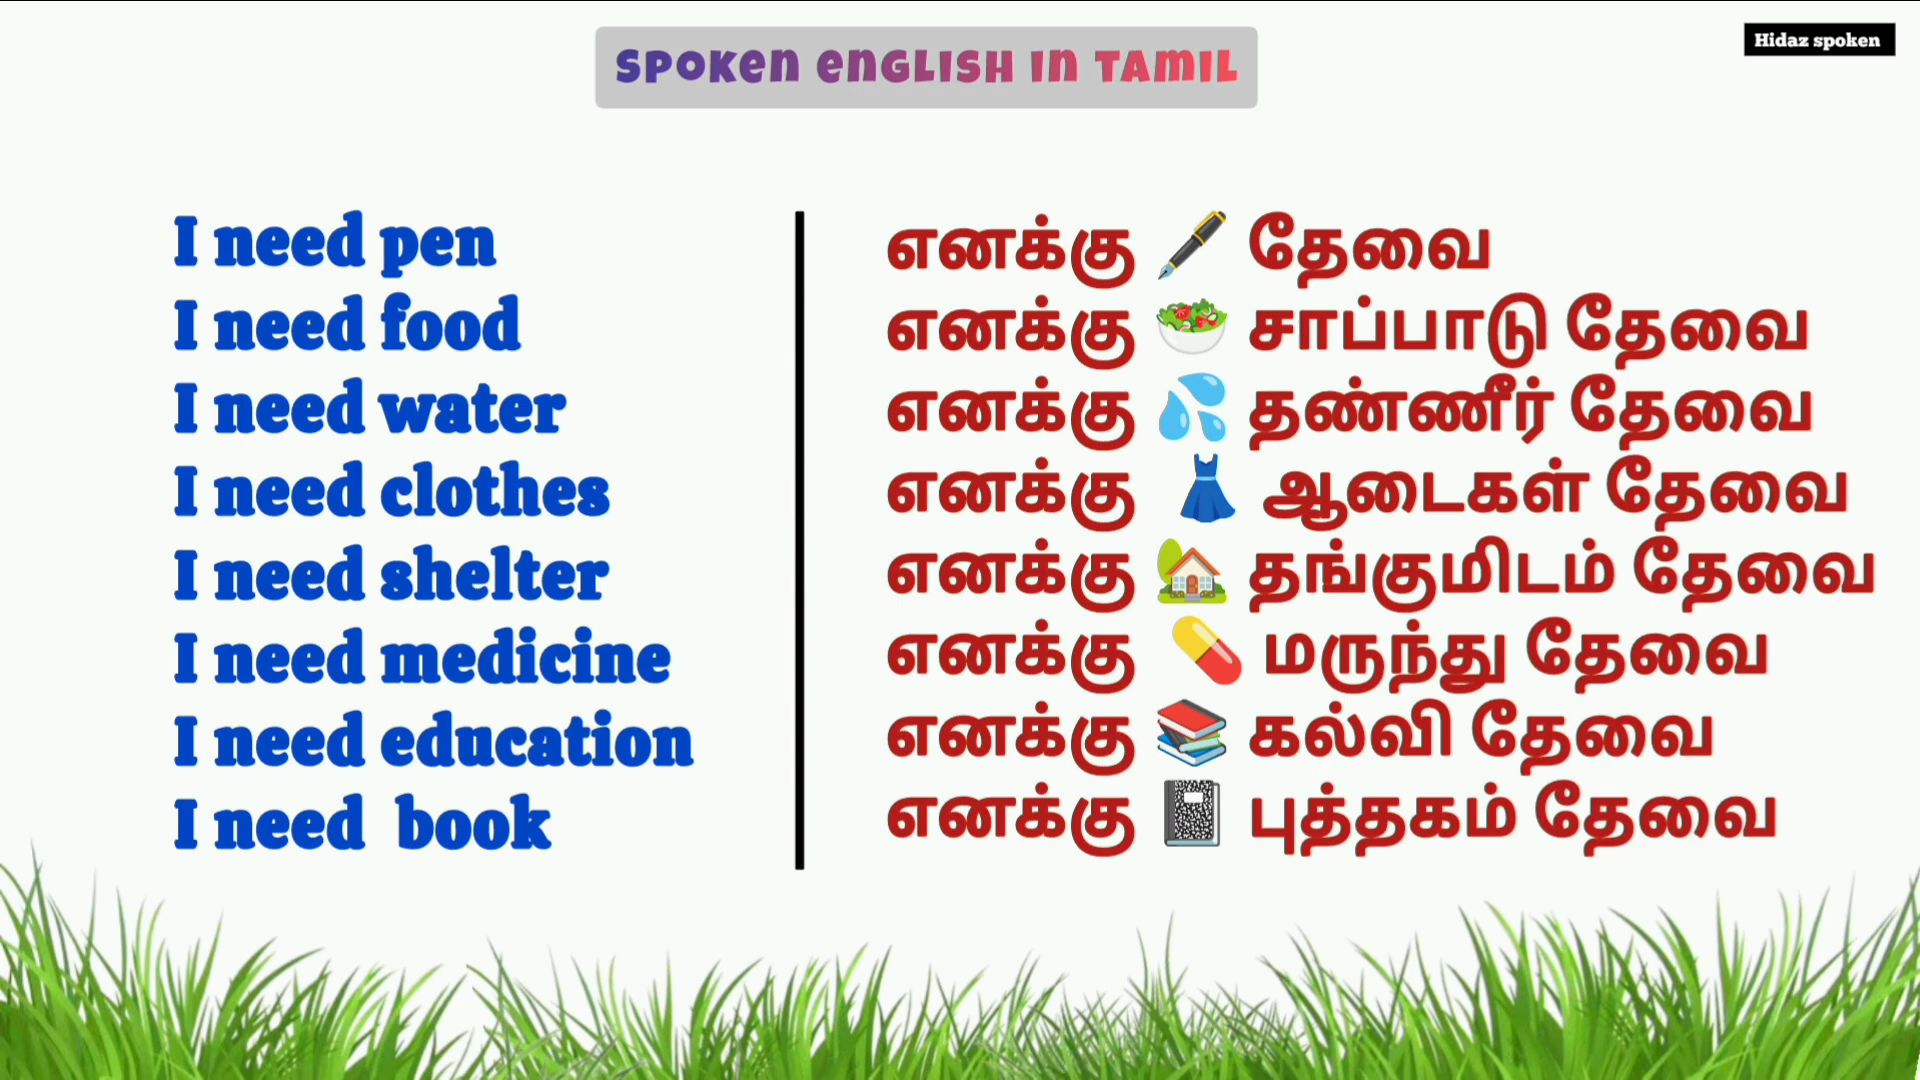 SPOKEN ENGLISH IN TAMIL
Hidaz spoken
I need pen
I need food
I need water
I need clothes
I need shelter
I need medicine
I need education
I need book
எனக்கு 🖋️ தேவை
எனக்கு 🥗 சாப்பாடு தேவை
எனக்கு 💦 தண்ணீர் தேவை
எனக்கு 👗 ஆடைகள் தேவை
எனக்கு 🏡 தங்குமிடம் தேவை
எனக்கு 💊 மருந்து தேவை
எனக்கு 📚 கல்வி தேவை
எனக்கு 📓 புத்தகம் தேவை